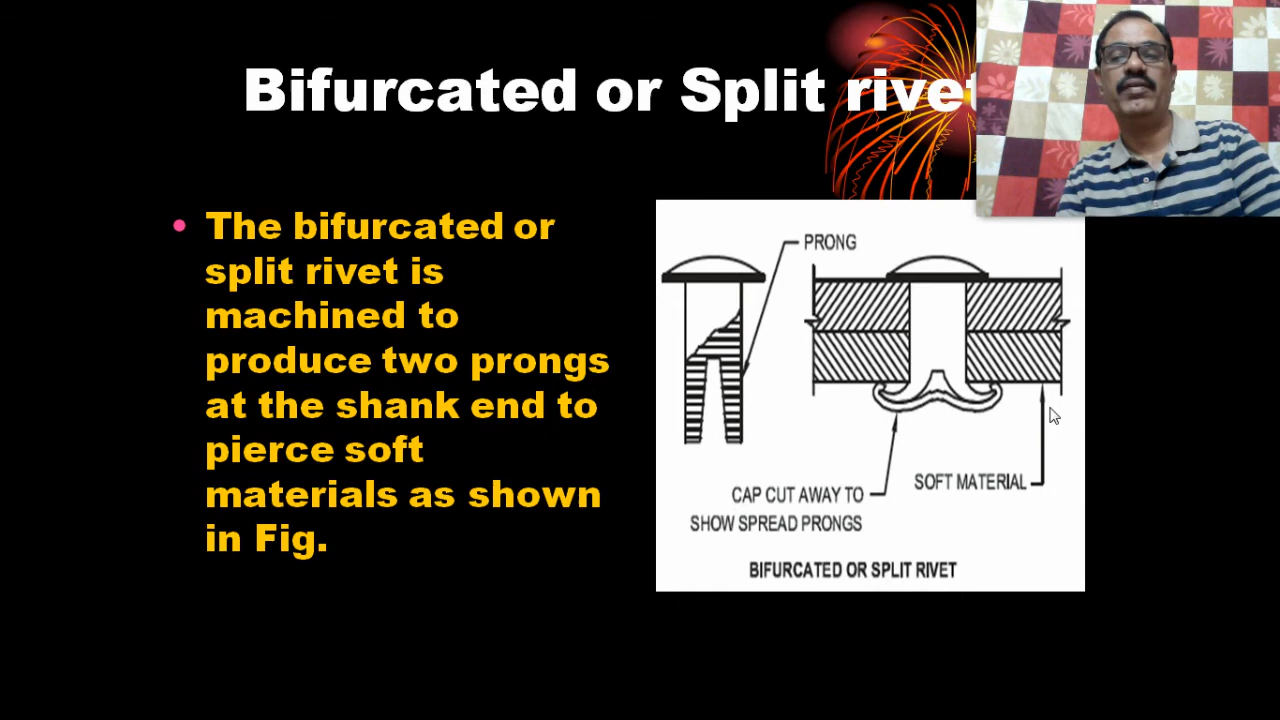 Bifurcated or Split rivet
• The bifurcated or
split rivet is
machined to
produce two prongs
at the shank end to
pierce soft
materials as shown
in Fig.
PRONG
CAP CUT AWAY TO
SHOW SPREAD PRONGS
SOFT MATERIAL
BIFURCATED OR SPLIT RIVET